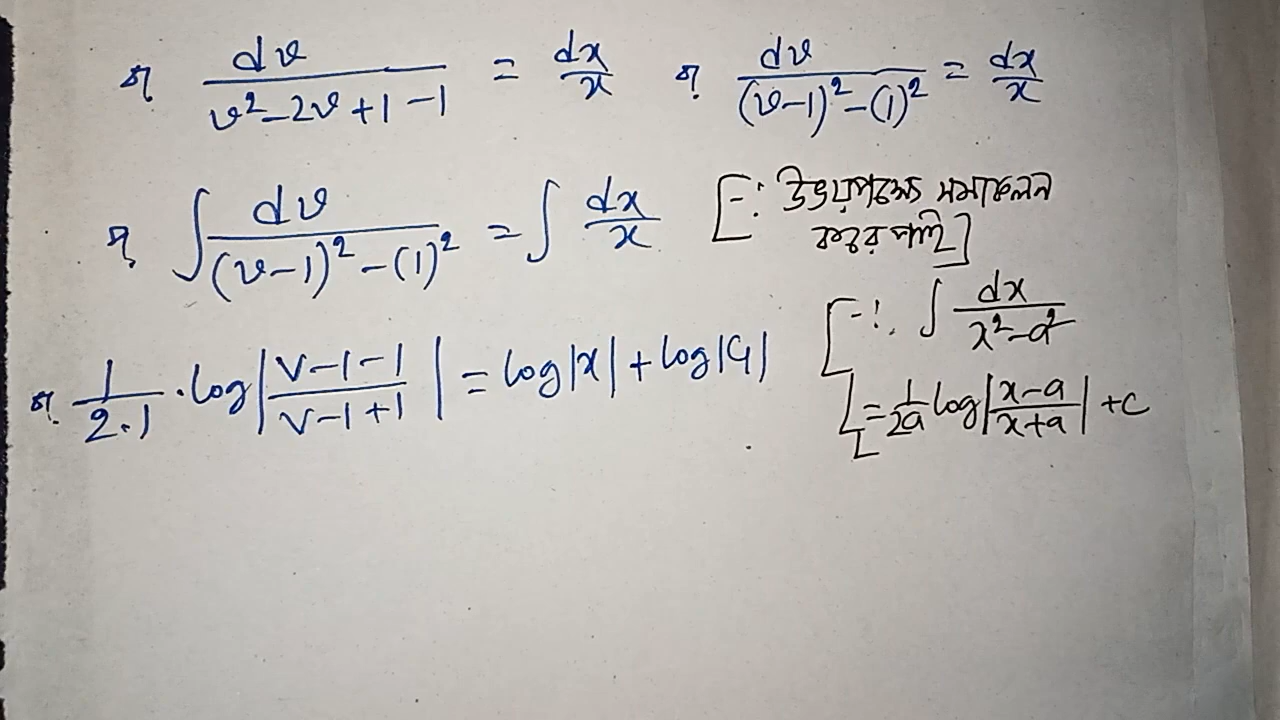 বা, dv/(v²-2v+1-1) = dx/x বা, dv/((v-1)²-(1)²) = dx/x
বা, ∫ dv/((v-1)²-(1)²) = ∫ dx/x [∵ উভয়পক্ষে সমাকলন
করে পাই]
[∵ ∫ dx/(x²-a²)
বা, 1/(2.1) . log|(v-1-1)/(v-1+1)| = log|x| + log|C₁|
= 1/(2a) log|(x-a)/(x+a)| + c